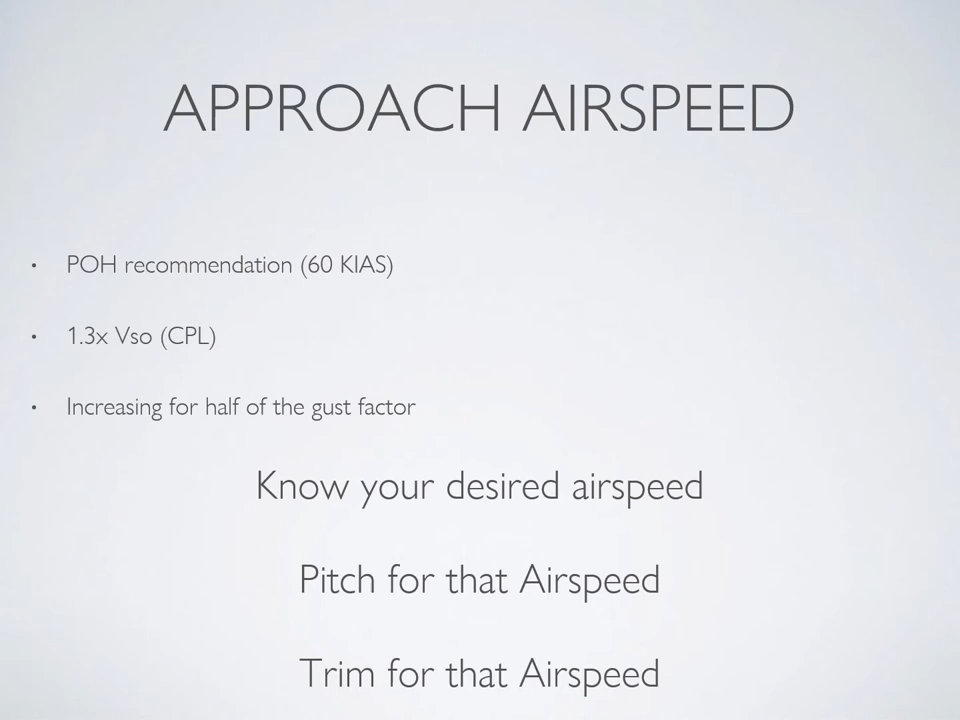 APPROACH AIRSPEED
• POH recommendation (60 KIAS)
• 1.3x Vso (CPL)
• Increasing for half of the gust factor
Know your desired airspeed
Pitch for that Airspeed
Trim for that Airspeed